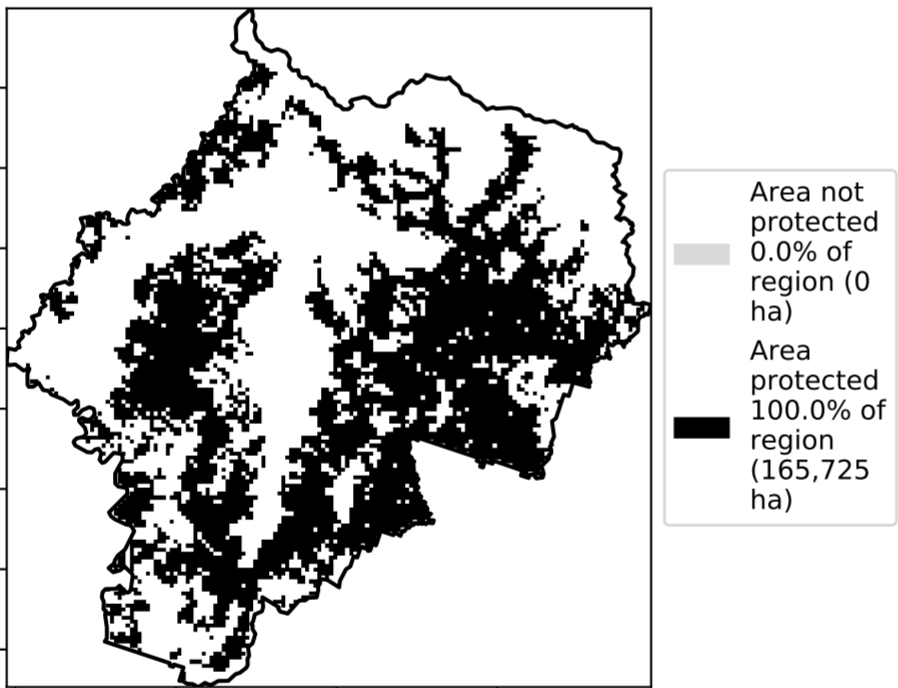 Area not
protected
0.0% of
region (0
ha)
Area
protected
100.0% of
region
(165,725
ha)